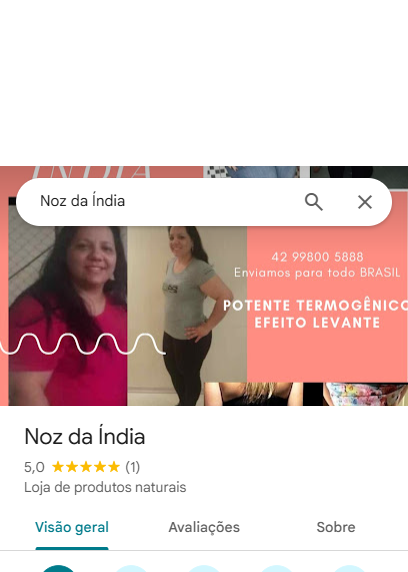 ÍNDIA
Noz da Índia
42 99800 5888
Enviamos para todo BRASIL
POTENTE TERMOGÊNICO
EFEITO LEVANTE
Noz da Índia
5,0 ★★★★★ (1)
Loja de produtos naturais
Visão geral Avaliações Sobre